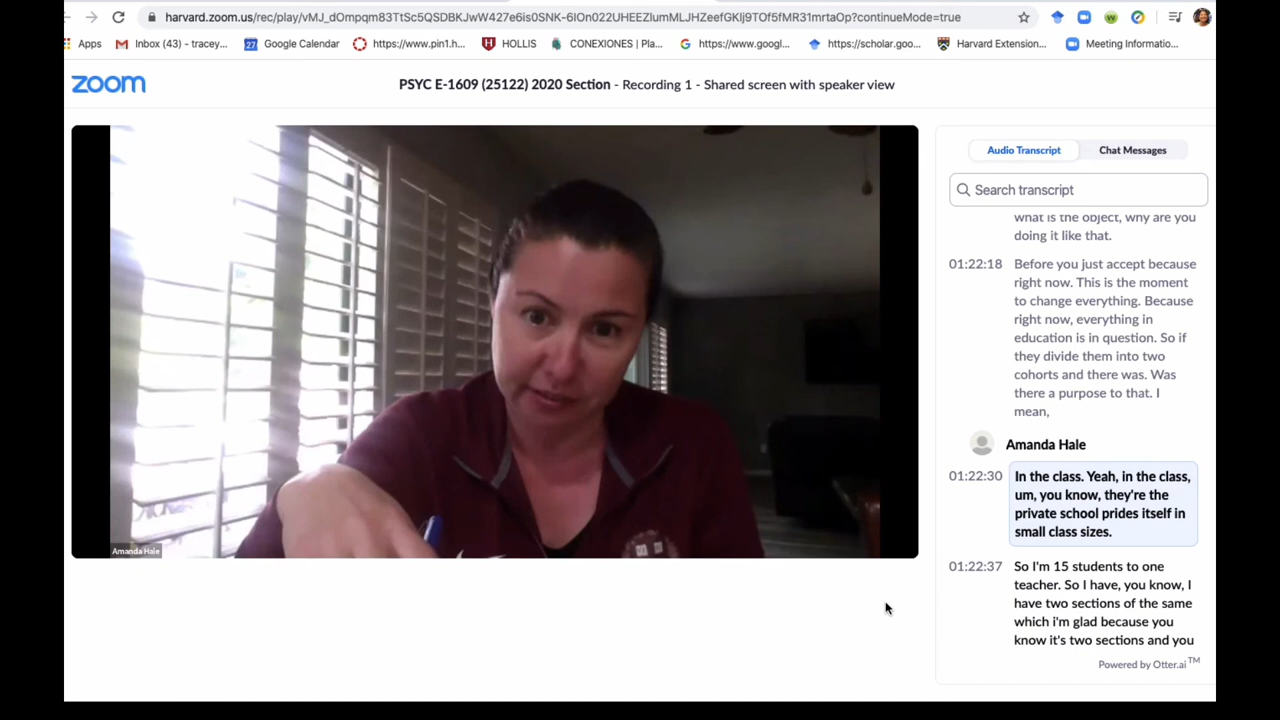 harvard.zoom.us/rec/play/vMJ_dOmpqm83TtSc5QSDBKJwW427e6is0SNK-6IOn022UHEEZlumMLJHZeefGKlj9TOf5fMR31mrtaOp?continueMode=true
Apps Inbox (43) - tracey... 27 Google Calendar https://www.pin1.h... HOLLIS CONEXIONES | Pla... https://www.googl... https://scholar.goo... Harvard Extension... Meeting Informatio...
zoom
PSYC E-1609 (25122) 2020 Section - Recording 1 - Shared screen with speaker view
Audio Transcript Chat Messages
Search transcript
what is the object, why are you
doing it like that.
01:22:18 Before you just accept because
right now. This is the moment
to change everything. Because
right now, everything in
education is in question. So if
they divide them into two
cohorts and there was. Was
there a purpose to that. I
mean,
Amanda Hale
01:22:30 In the class. Yeah, in the class,
um, you know, they're the
private school prides itself in
small class sizes.
01:22:37 So I'm 15 students to one
teacher. So I have, you know, I
have two sections of the same
which i'm glad because you
know it's two sections and you
Powered by Otter.ai TM
Amanda Hale